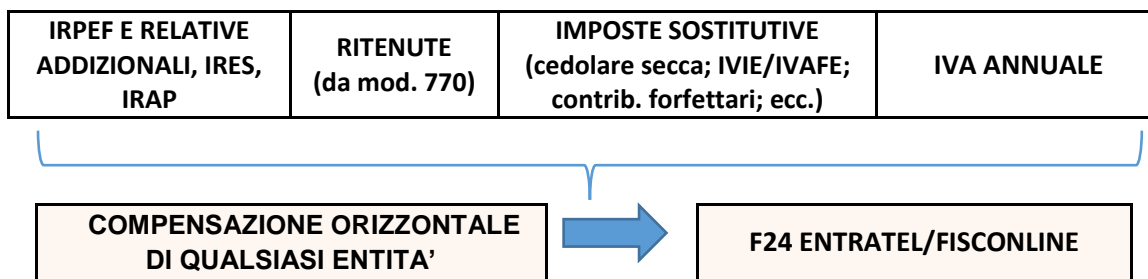 IRPEF E RELATIVE
ADDIZIONALI, IRES,
IRAP
RITENUTE
(da mod. 770)
IMPOSTE SOSTITUTIVE
(cedolare secca; IVIE/IVAFE;
contrib. forfettari; ecc.)
IVA ANNUALE
COMPENSAZIONE ORIZZONTALE
DI QUALSIASI ENTITA’
F24 ENTRATEL/FISCONLINE